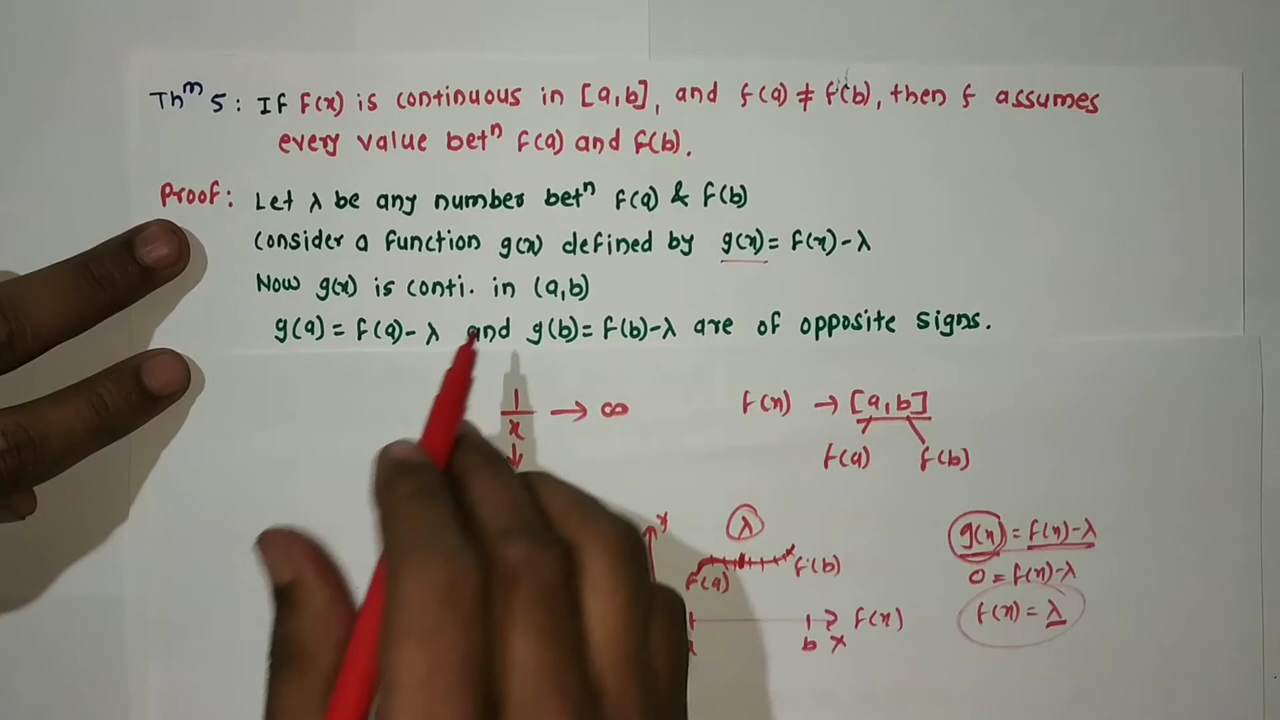 Thm 5: If f(x) is continuous in [a,b], and f(a) ≠ f(b), then f assumes
every value betn f(a) and f(b).
Proof: Let λ be any number betn f(a) & f(b)
Consider a function g(x) defined by g(x) = f(x) - λ
Now g(x) is conti. in (a,b)
g(a) = f(a) - λ and g(b) = f(b) - λ are of opposite signs.
1/x → ∞
f(x) → [a,b]
f(a) f(b)
λ
f(a) f(b)
f(x)
b x
g(x) = f(x) - λ
0 = f(x) - λ
f(x) = λ